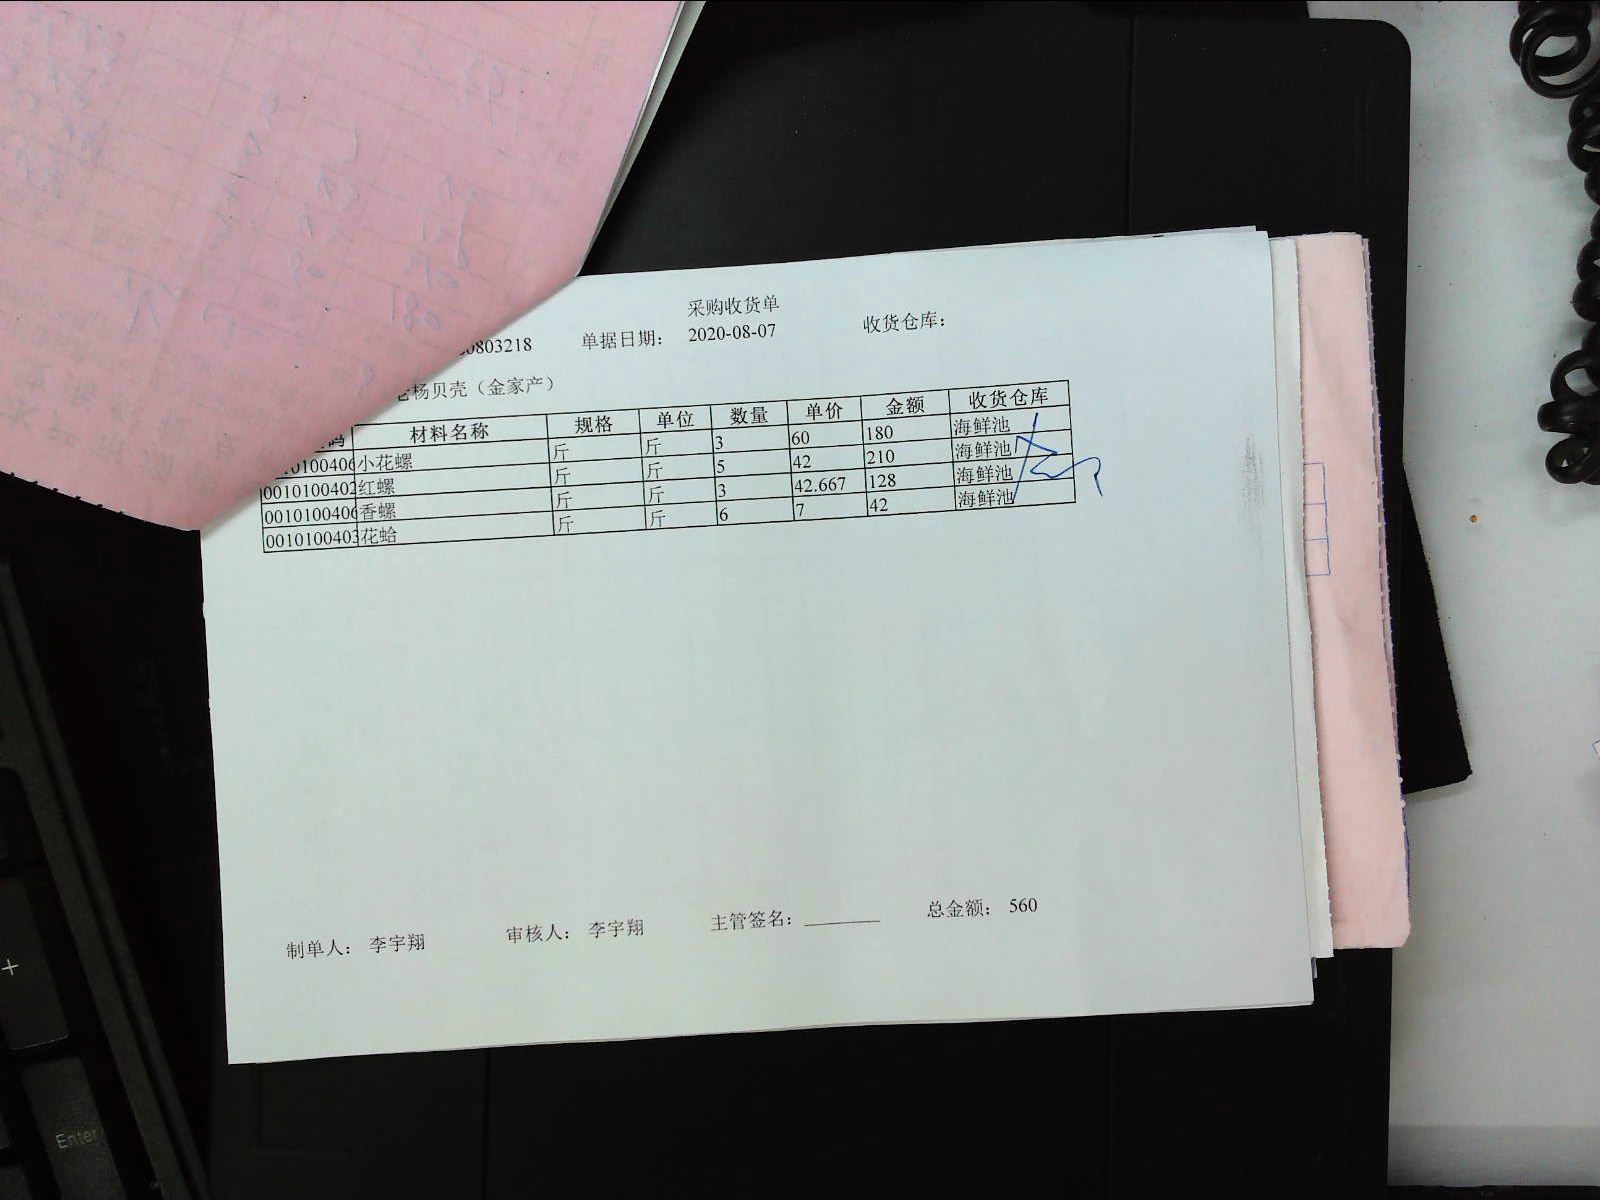 采购收货单
0803218 单据日期: 2020-08-07 收货仓库:
杨贝壳（金家产）
码 材料名称 规格 单位 数量 单价 金额 收货仓库
010100406 小花螺 斤 斤 3 60 180 海鲜池
0010100402 红螺 斤 斤 5 42 210 海鲜池
0010100406 香螺 斤 斤 3 42.667 128 海鲜池
0010100403 花蛤 斤 斤 6 7 42 海鲜池
制单人: 李宇翔 审核人: 李宇翔 主管签名: 总金额: 560
+
Enter